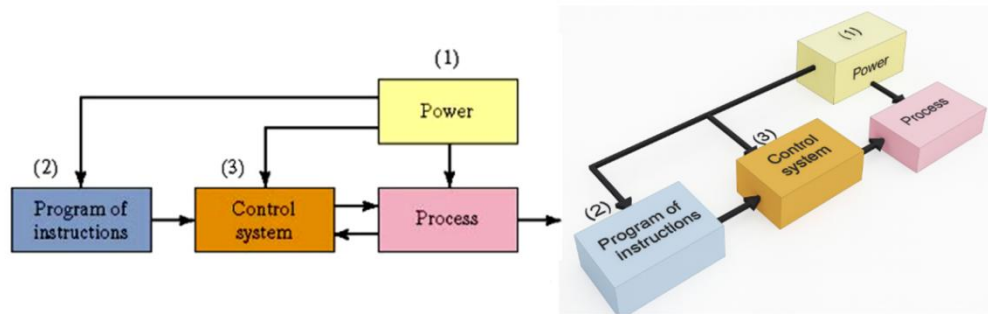 (1)
Power
(2)
(3)
Program of
instructions
Control
system
Process
(1)
Power
Process
(3)
Control
system
(2)
Program of
instructions